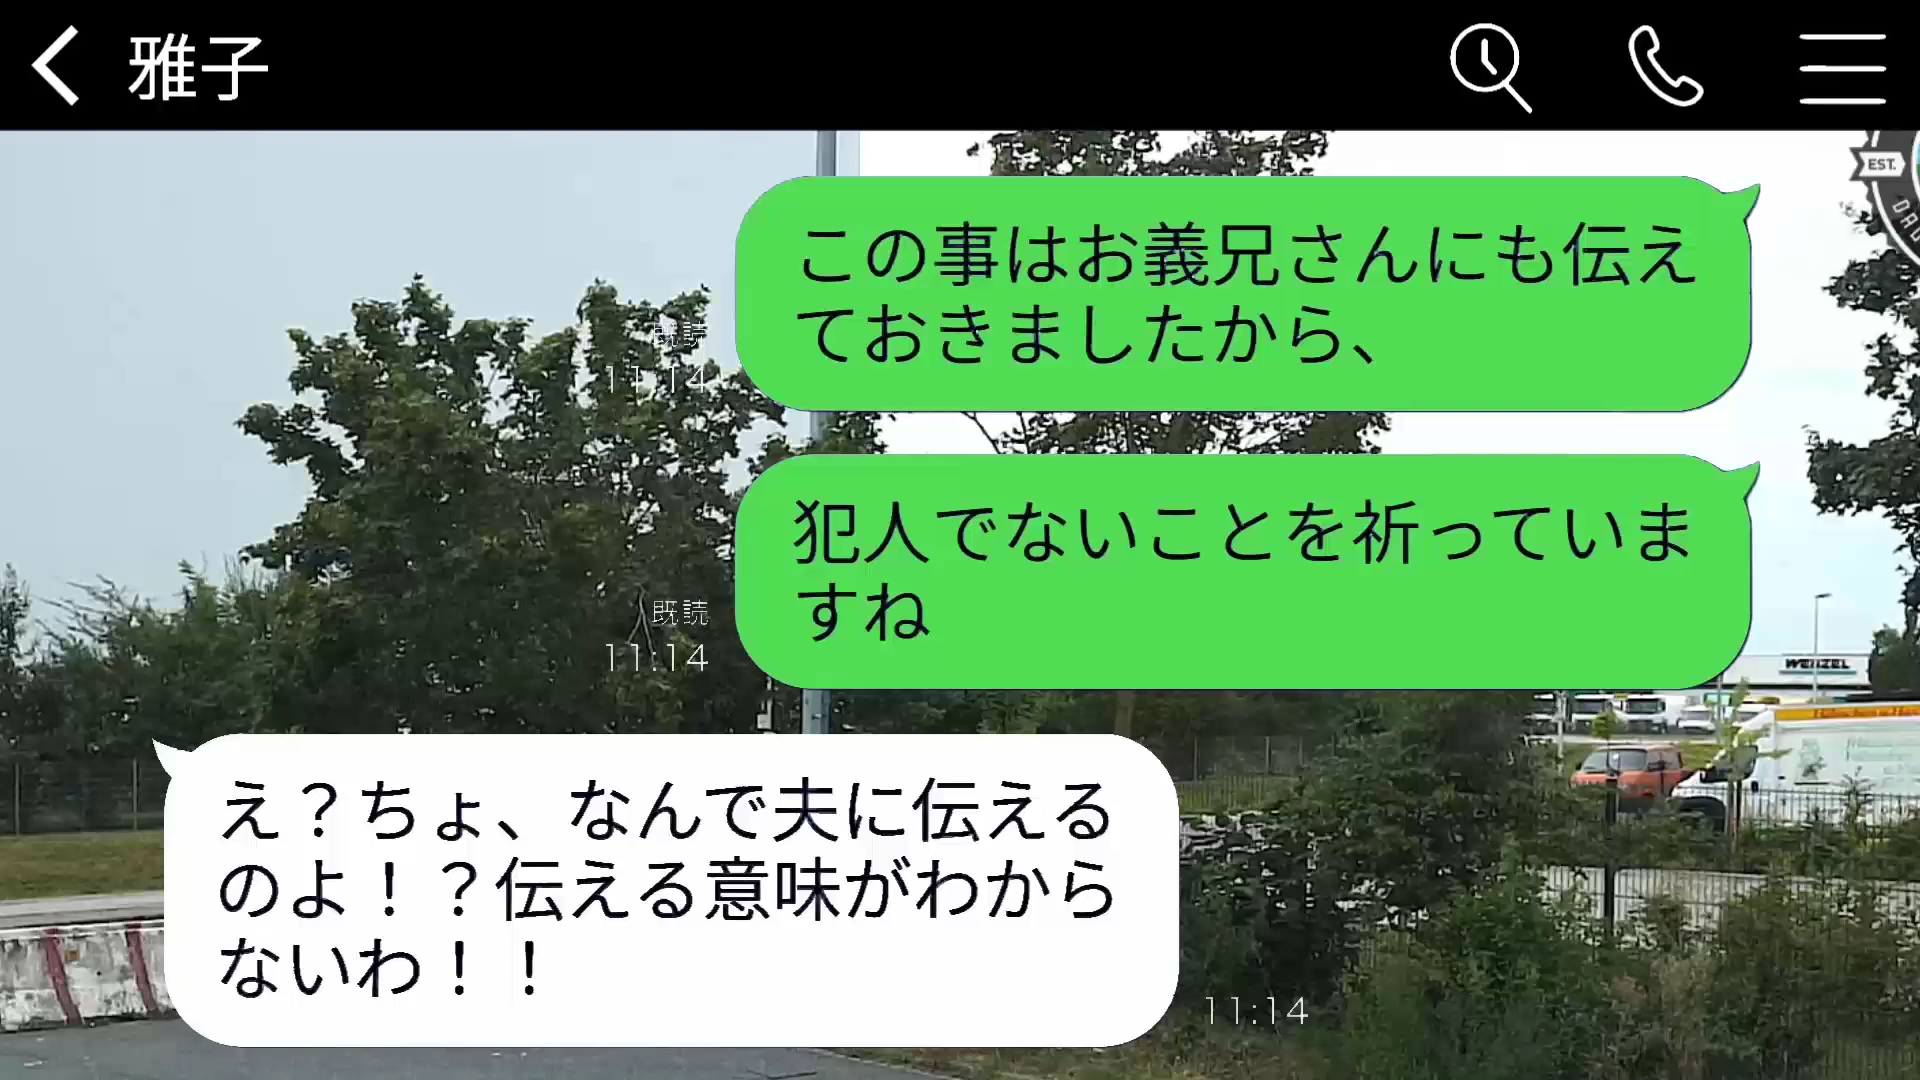 雅子
EST.
この事はお義兄さんにも伝え
ておきましたから、
既読
11:14
犯人でないことを祈っていま
すね
既読
11:14
WENZEL
え？ちょ、なんで夫に伝える
のよ！？伝える意味がわから
ないわ！！
11:14